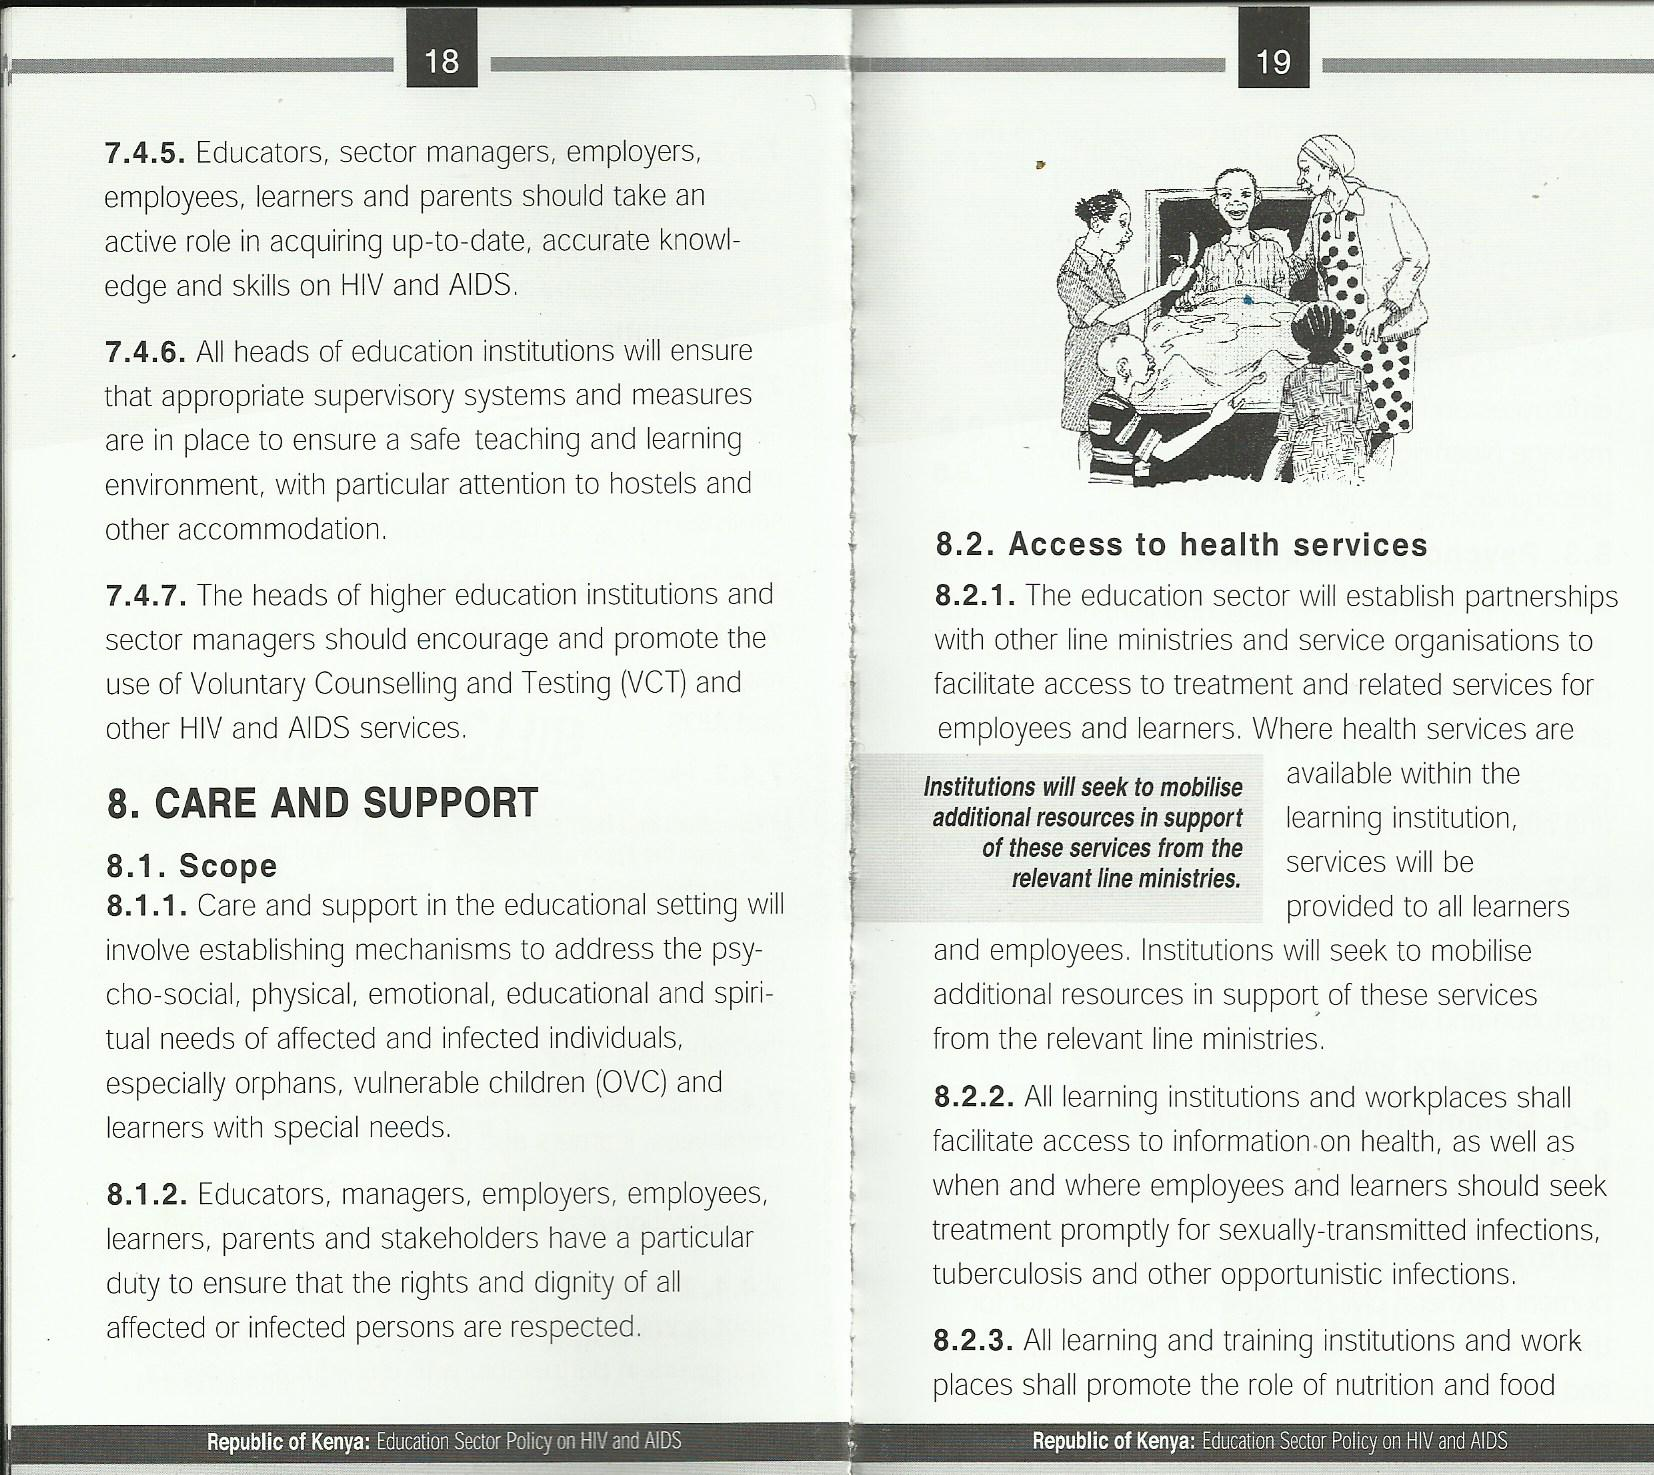 18
7.4.5. Educators, sector managers, employers,
employees, learners and parents should take an
active role in acquiring up-to-date, accurate knowl-
edge and skills on HIV and AIDS.
7.4.6. All heads of education institutions will ensure
that appropriate supervisory systems and measures
are in place to ensure a safe teaching and learning
environment, with particular attention to hostels and
other accommodation.
7.4.7. The heads of higher education institutions and
sector managers should encourage and promote the
use of Voluntary Counselling and Testing (VCT) and
other HIV and AIDS services.
8. CARE AND SUPPORT
8.1. Scope
8.1.1. Care and support in the educational setting will
involve establishing mechanisms to address the psy-
cho-social, physical, emotional, educational and spiri-
tual needs of affected and infected individuals,
especially orphans, vulnerable children (OVC) and
learners with special needs.
8.1.2. Educators, managers, employers, employees,
learners, parents and stakeholders have a particular
duty to ensure that the rights and dignity of all
affected or infected persons are respected.
Republic of Kenya: Education Sector Policy on HIV and AIDS
19
8.2. Access to health services
8.2.1. The education sector will establish partnerships
with other line ministries and service organisations to
facilitate access to treatment and related services for
employees and learners. Where health services are
available within the
learning institution,
services will be
provided to all learners
and employees. Institutions will seek to mobilise
additional resources in support of these services
from the relevant line ministries.
Institutions will seek to mobilise
additional resources in support
of these services from the
relevant line ministries.
8.2.2. All learning institutions and workplaces shall
facilitate access to information on health, as well as
when and where employees and learners should seek
treatment promptly for sexually-transmitted infections,
tuberculosis and other opportunistic infections.
8.2.3. All learning and training institutions and work
places shall promote the role of nutrition and food
Republic of Kenya: Education Sector Policy on HIV and AIDS